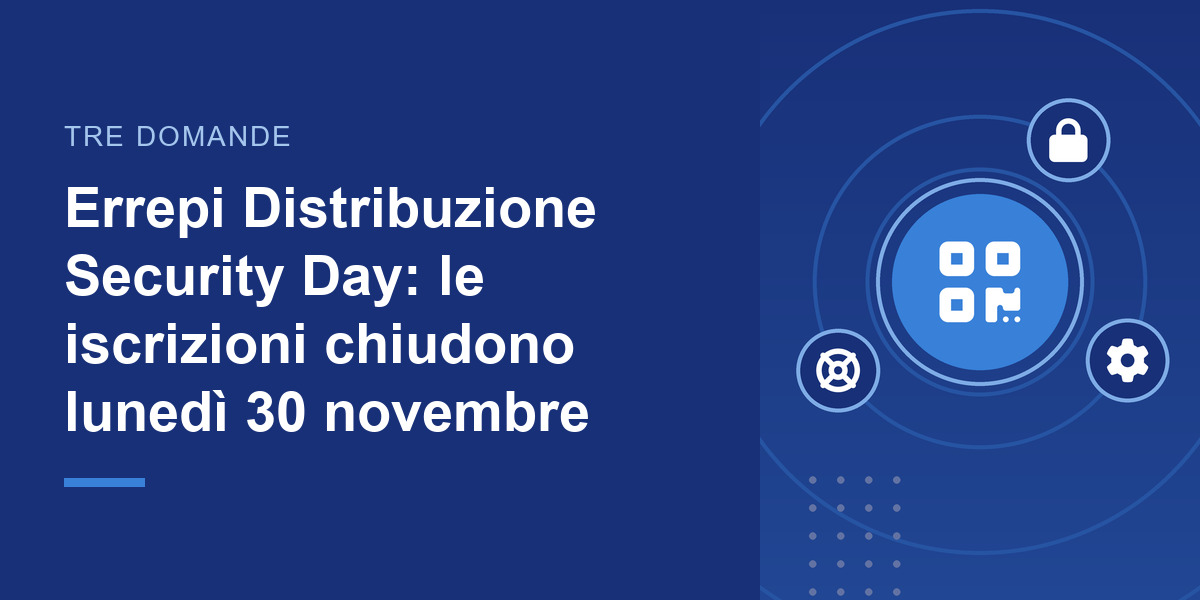 TRE DOMANDE
Errepi Distribuzione
Security Day: le
iscrizioni chiudono
lunedì 30 novembre